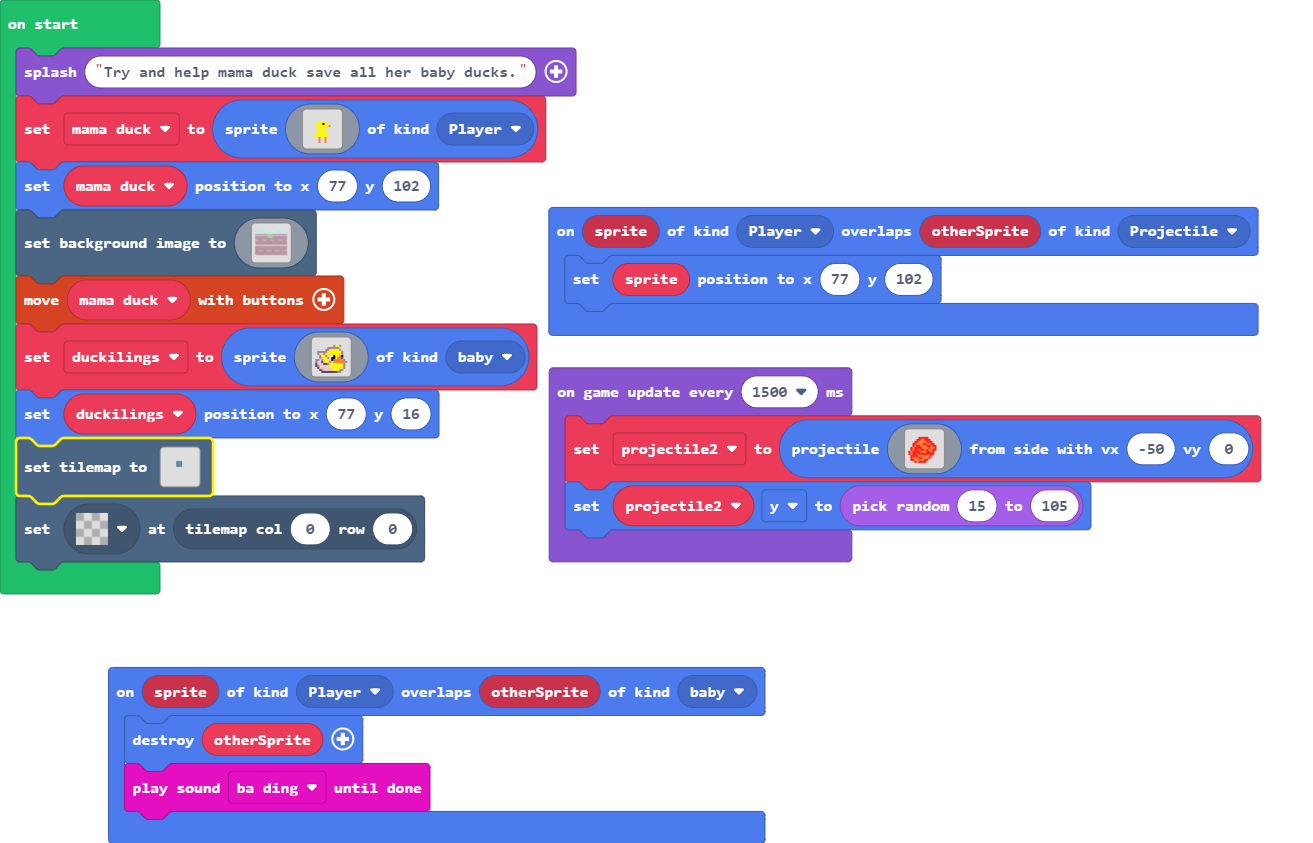 on start
splash "Try and help mama duck save all her baby ducks."
set mama duck to sprite of kind Player
set mama duck position to x 77 y 102
set background image to
move mama duck with buttons
set duckilings to sprite of kind baby
set duckilings position to x 77 y 16
set tilemap to
set at tilemap col 0 row 0
on sprite of kind Player overlaps otherSprite of kind Projectile
set sprite position to x 77 y 102
on game update every 1500 ms
set projectile2 to projectile from side with vx -50 vy 0
set projectile2 y to pick random 15 to 105
on sprite of kind Player overlaps otherSprite of kind baby
destroy otherSprite
play sound ba ding until done